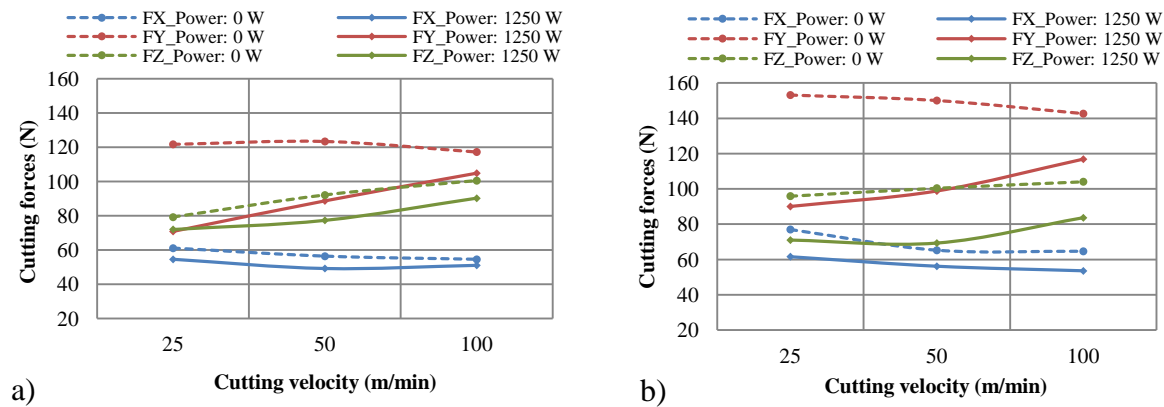 FX_Power: 0 W
FX_Power: 1250 W
FY_Power: 0 W
FY_Power: 1250 W
FZ_Power: 0 W
FZ_Power: 1250 W
160
140
120
100
80
60
40
20
Cutting forces (N)
25
50
100
Cutting velocity (m/min)
a)
FX_Power: 0 W
FX_Power: 1250 W
FY_Power: 0 W
FY_Power: 1250 W
FZ_Power: 0 W
FZ_Power: 1250 W
160
140
120
100
80
60
40
20
Cutting forces (N)
25
50
100
Cutting velocity (m/min)
b)